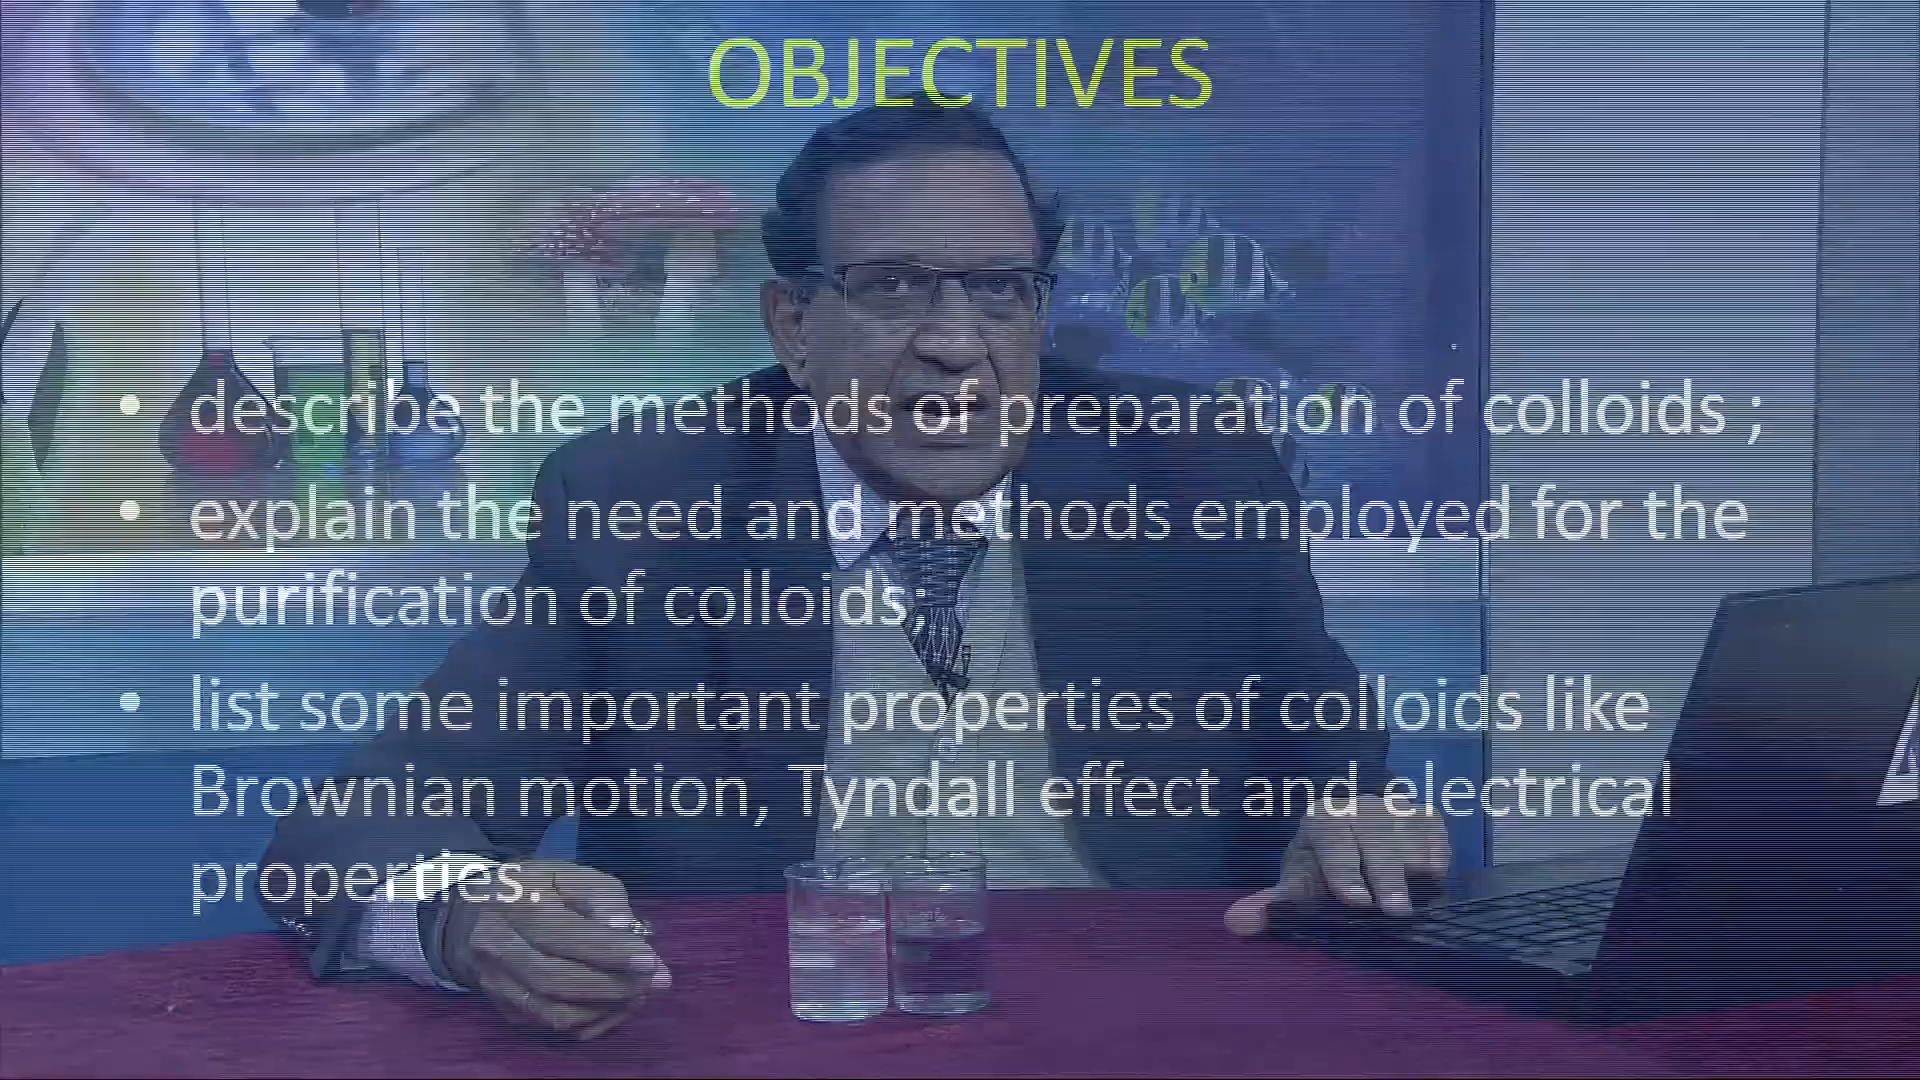 OBJECTIVES
• describe the methods of preparation of colloids ;
• explain the need and methods employed for the
purification of colloids;
• list some important properties of colloids like
Brownian motion, Tyndall effect and electrical
properties.